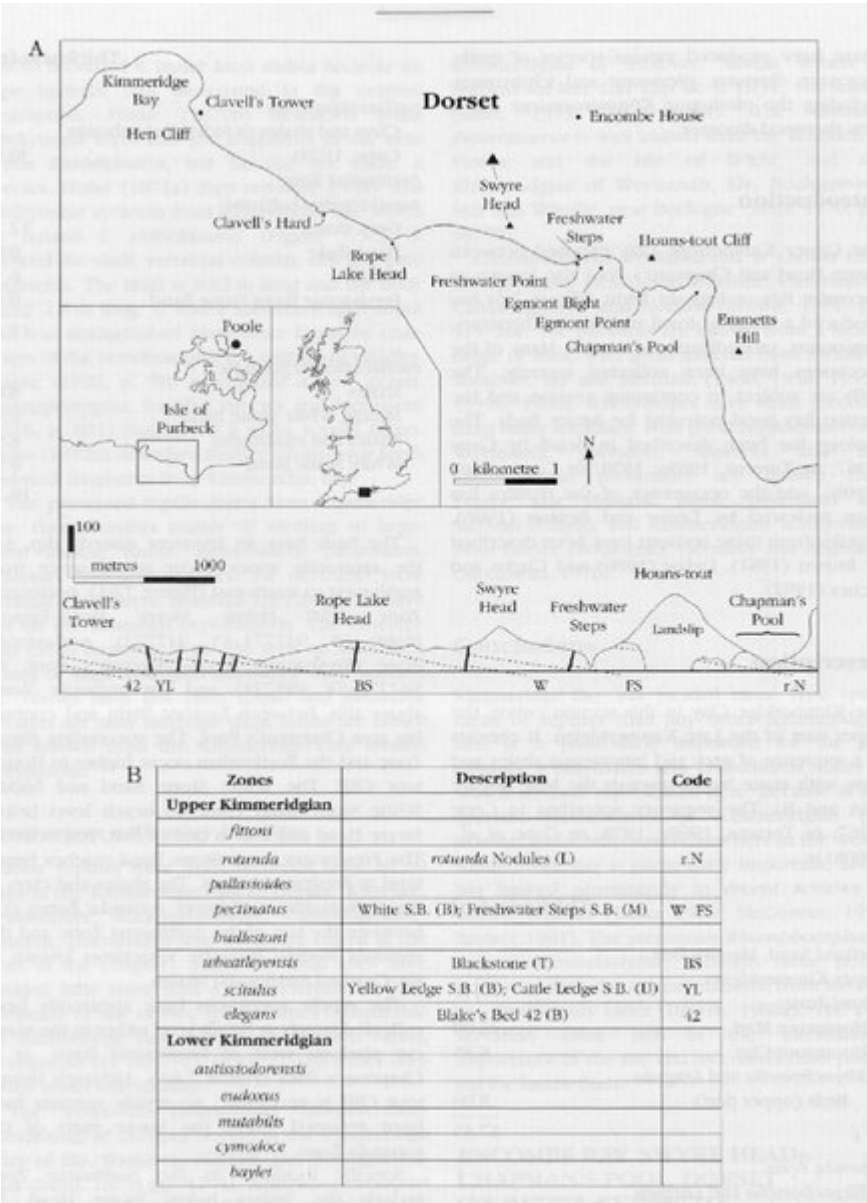 A
Kimmeridge
Bay
Clavell's Tower
Hen Cliff
Dorset
Encombe House
Swyre
Head
Clavell's Hard
Rope
Lake Head
Freshwater
Steps
Houns-tout Cliff
Freshwater Point
Egmont Bight
Egmont Point
Chapman's Pool
Emmetts
Hill
Poole
Isle of
Purbeck
N
0 kilometre 1
100
metres 1000
Clavell's
Tower
Rope Lake
Head
Swyre
Head
Freshwater
Steps
Houns-tout
Landslip
Chapman's
Pool
42 YL BS W FS r.N
B
Zones Description Code
Upper Kimmeridgian
fittoni
rotunda rotunda Nodules (L) r.N
pallasioides
pectinatus White S.B. (B); Freshwater Steps S.B. (M) W FS
hudlestoni
wheatleyensis Blackstone (T) BS
scitulus Yellow Ledge S.B. (B); Cattle Ledge S.B. (U) YL
elegans Blake's Bed 42 (B) 42
Lower Kimmeridgian
autissiodorensis
eudoxus
mutabilis
cymodoce
baylei